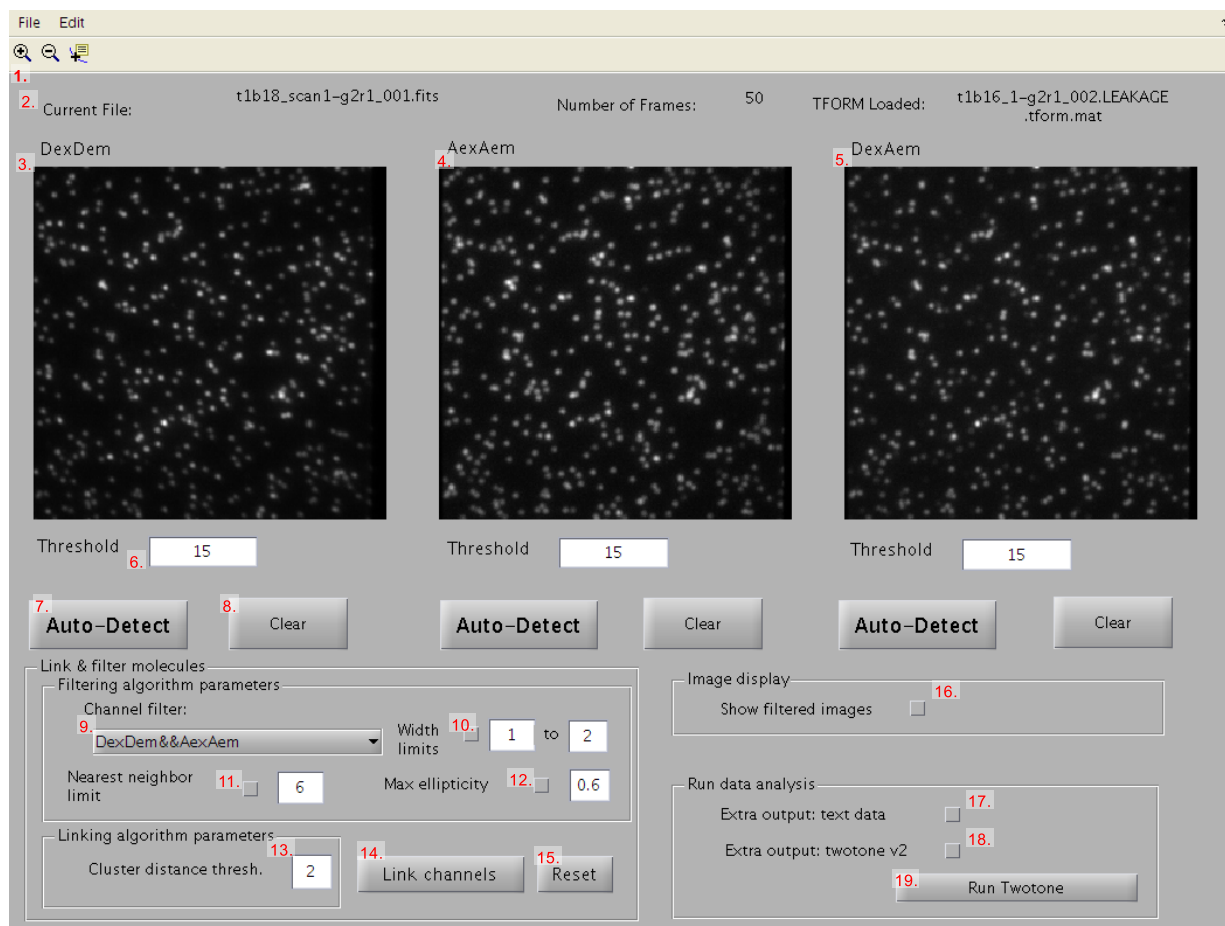 File Edit
1.
2. Current File: t1b18_scan1-g2r1_001.fits Number of Frames: 50 TFORM Loaded: t1b16_1-g2r1_002.LEAKAGE
.tform.mat
3. DexDem 4. AexAem 5. DexAem
Threshold 6. 15 Threshold 15 Threshold 15
7. Auto-Detect 8. Clear Auto-Detect Clear Auto-Detect Clear
Link & filter molecules
Filtering algorithm parameters
Channel filter:
9. DexDem&&AexAem
Width
limits
10. 1 to 2
Nearest neighbor
limit
11. 6
Max ellipticity 12. 0.6
Linking algorithm parameters
Cluster distance thresh. 13. 2
14. Link channels 15. Reset
Image display
Show filtered images 16.
Run data analysis
Extra output: text data 17.
Extra output: twotone v2 18.
19. Run Twotone